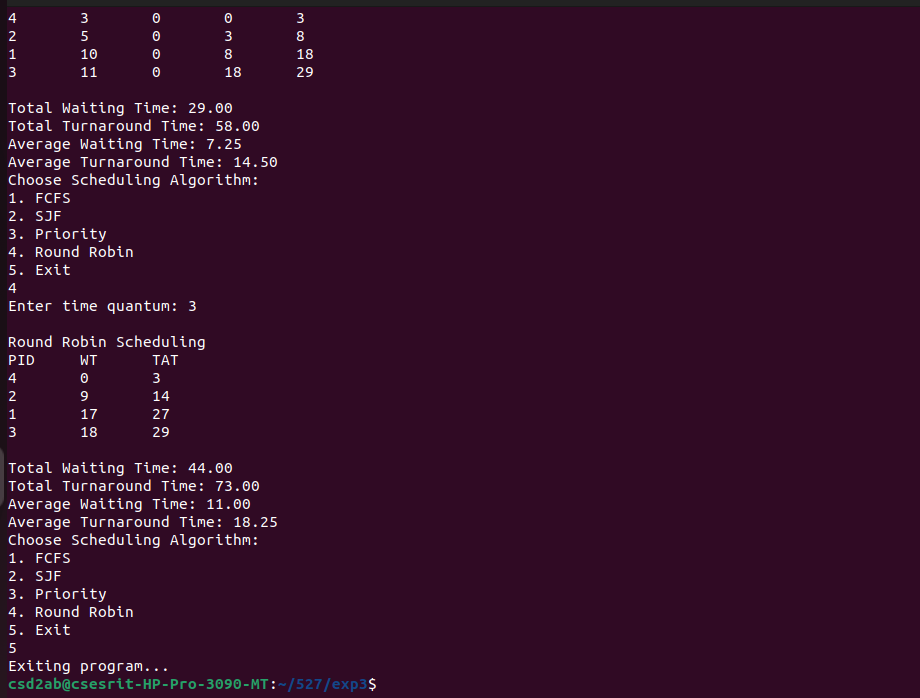 4       3       0       0       3
2       5       0       3       8
1       10      0       8       18
3       11      0       18      29

Total Waiting Time: 29.00
Total Turnaround Time: 58.00
Average Waiting Time: 7.25
Average Turnaround Time: 14.50
Choose Scheduling Algorithm:
1. FCFS
2. SJF
3. Priority
4. Round Robin
5. Exit
4
Enter time quantum: 3

Round Robin Scheduling
PID     WT      TAT
4       0       3
2       9       14
1       17      27
3       18      29

Total Waiting Time: 44.00
Total Turnaround Time: 73.00
Average Waiting Time: 11.00
Average Turnaround Time: 18.25
Choose Scheduling Algorithm:
1. FCFS
2. SJF
3. Priority
4. Round Robin
5. Exit
5
Exiting program...
csd2ab@csesrit-HP-Pro-3090-MT:~/527/exp3$